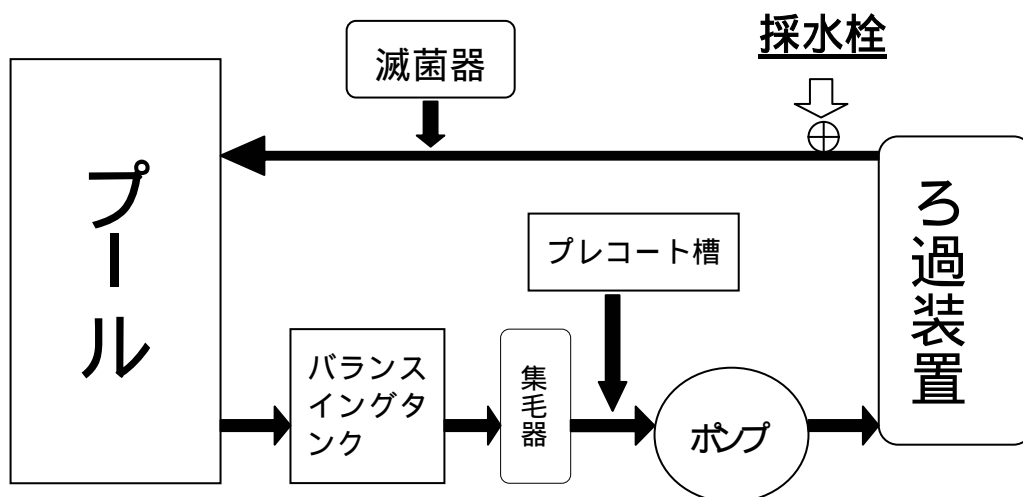 採水栓
滅菌器
プール
ろ過装置
プレコート槽
バランス
イングタ
ンク
集毛器
ポンプ